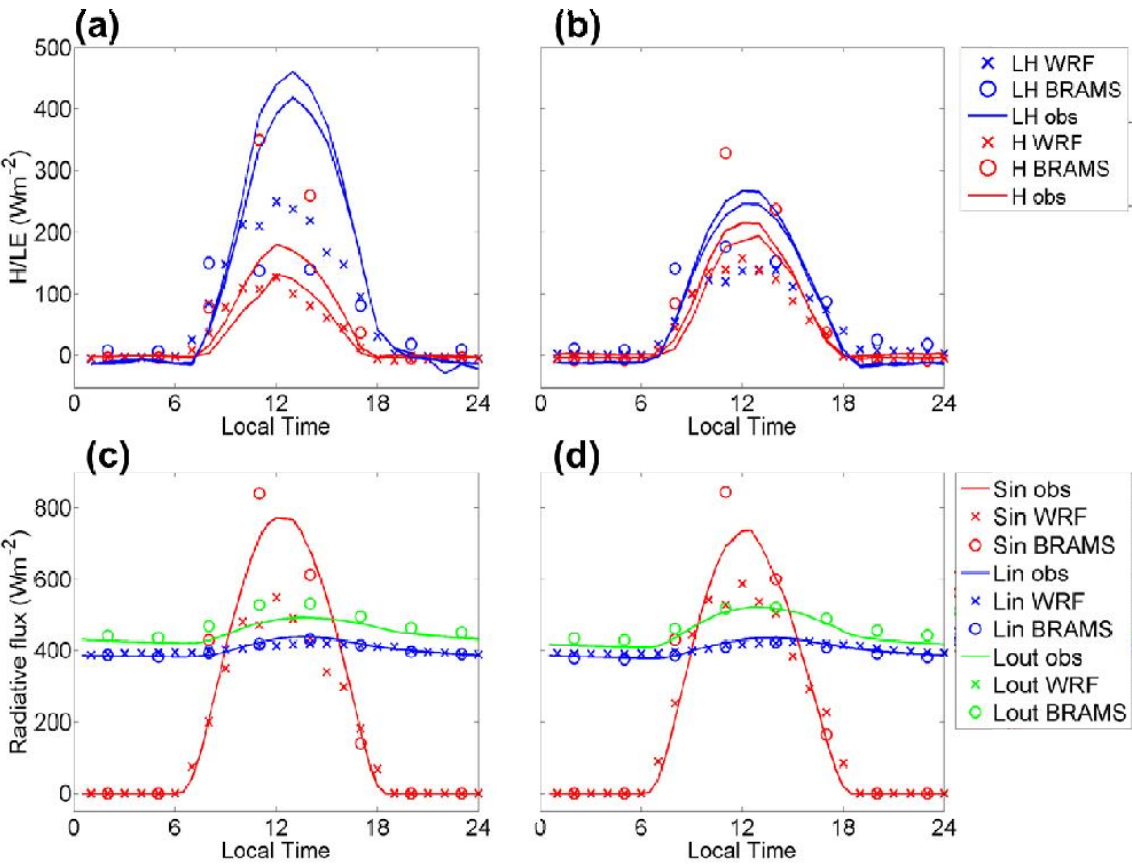 (a)
(b)
500
400
300
200
100
0
H/LE (Wm-2)
0 6 12 18 24
Local Time
0 6 12 18 24
Local Time
LH WRF
LH BRAMS
LH obs
H WRF
H BRAMS
H obs
(c)
(d)
800
600
400
200
0
Radiative flux (Wm-2)
0 6 12 18 24
Local Time
0 6 12 18 24
Local Time
Sin obs
Sin WRF
Sin BRAMS
Lin obs
Lin WRF
Lin BRAMS
Lout obs
Lout WRF
Lout BRAMS